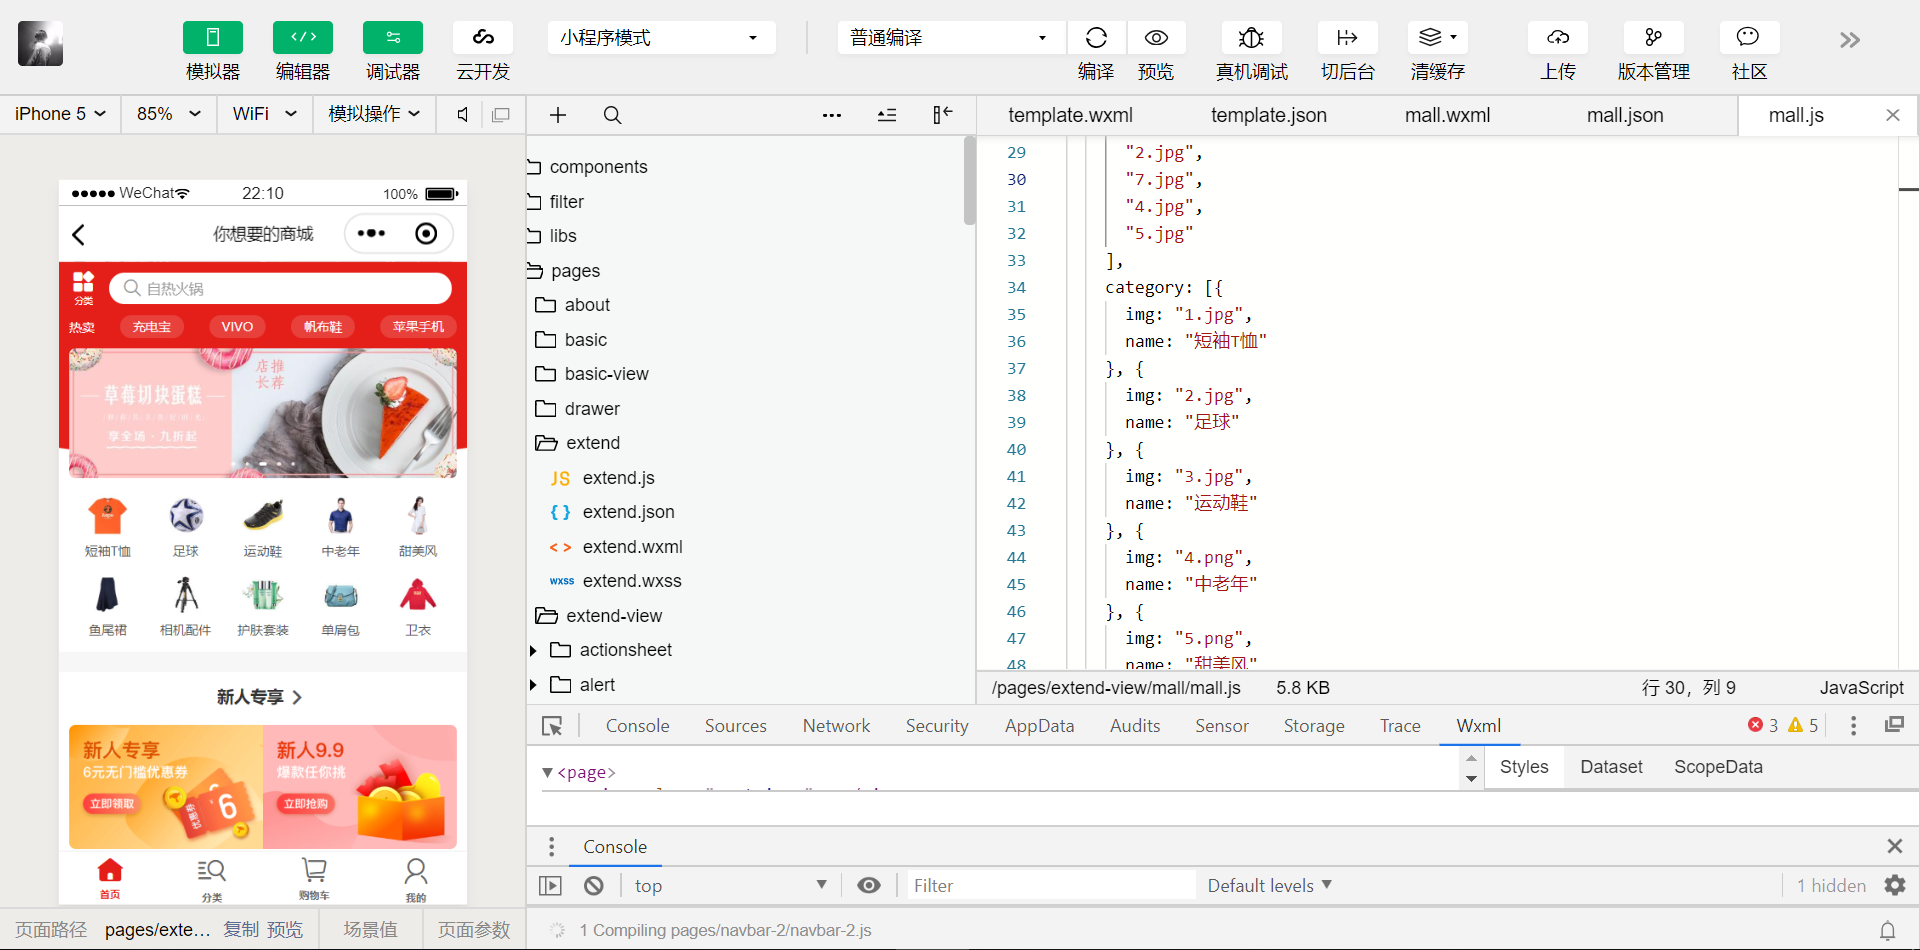 模拟器
编辑器
调试器
云开发
小程序模式
普通编译
编译
预览
真机调试
切后台
清缓存
上传
版本管理
社区
iPhone 5
85%
WiFi
模拟操作
template.wxml
template.json
mall.wxml
mall.json
mall.js
WeChat
22:10
100%
你想要的商城
分类
自热火锅
热卖
充电宝
VIVO
帆布鞋
苹果手机
草莓切块蛋糕
享全场·九折起
店推
长荐
短袖T恤
足球
运动鞋
中老年
甜美风
鱼尾裙
相机配件
护肤套装
单肩包
卫衣
新人专享
新人专享
6元无门槛优惠券
立即领取
优惠券
6
新人9.9
爆款任你挑
立即抢购
首页
分类
购物车
我的
页面路径
pages/exte...
复制
预览
场景值
页面参数
components
filter
libs
pages
about
basic
basic-view
drawer
extend
JS extend.js
{ } extend.json
< > extend.wxml
wxss extend.wxss
extend-view
actionsheet
alert
29 "2.jpg",
30 "7.jpg",
31 "4.jpg",
32 "5.jpg"
33 ],
34 category: [{
35 img: "1.jpg",
36 name: "短袖T恤"
37 }, {
38 img: "2.jpg",
39 name: "足球"
40 }, {
41 img: "3.jpg",
42 name: "运动鞋"
43 }, {
44 img: "4.png",
45 name: "中老年"
46 }, {
47 img: "5.png",
48 name: "甜美风"
/pages/extend-view/mall/mall.js
5.8 KB
行 30，列 9
JavaScript
Console
Sources
Network
Security
AppData
Audits
Sensor
Storage
Trace
Wxml
3
5
<page>
Styles
Dataset
ScopeData
Console
top
Filter
Default levels
1 hidden
1 Compiling pages/navbar-2/navbar-2.js